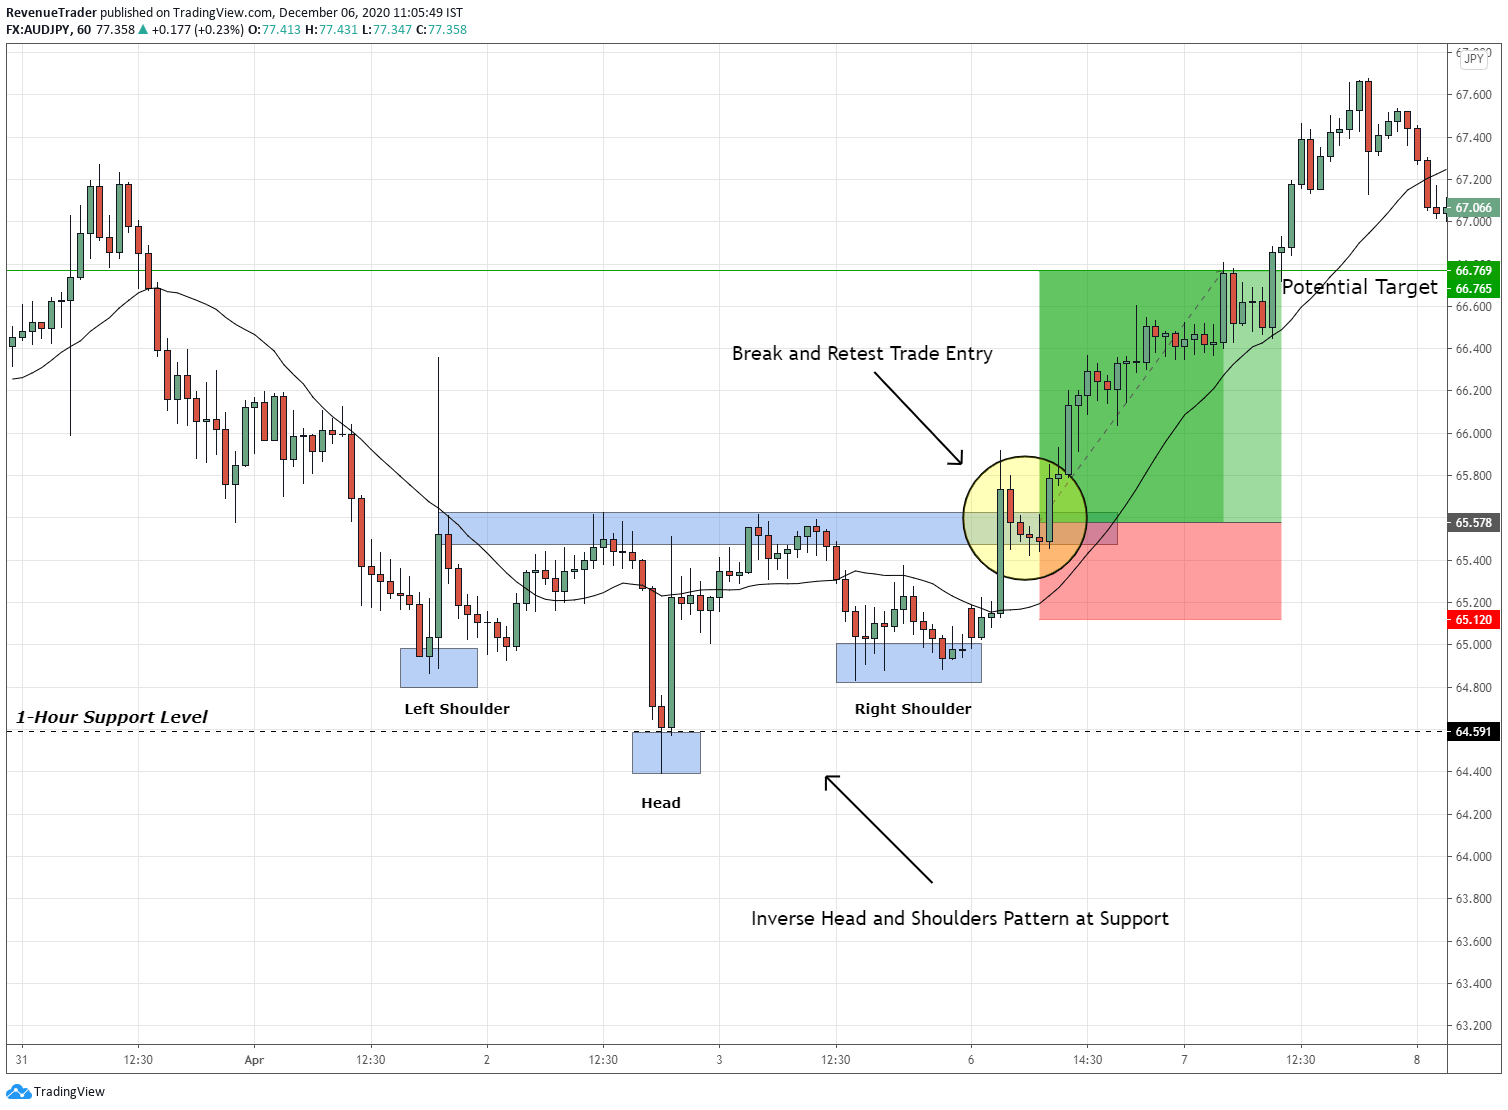 RevenueTrader published on TradingView.com, December 06, 2020 11:05:49 IST
FX:AUDJPY, 60 77.358 ▲ +0.177 (+0.23%) O:77.413 H:77.431 L:77.347 C:77.358
JPY
67.600
67.400
67.200
67.066
67.000
66.769
Potential Target
66.765
66.600
Break and Retest Trade Entry
66.400
66.200
66.000
65.800
65.578
65.400
65.200
65.120
65.000
64.800
Left Shoulder
Right Shoulder
1-Hour Support Level
64.591
64.400
Head
64.200
64.000
63.800
Inverse Head and Shoulders Pattern at Support
63.600
63.400
63.200
31 12:30 Apr 12:30 2 12:30 3 12:30 6 14:30 7 12:30 8
TradingView